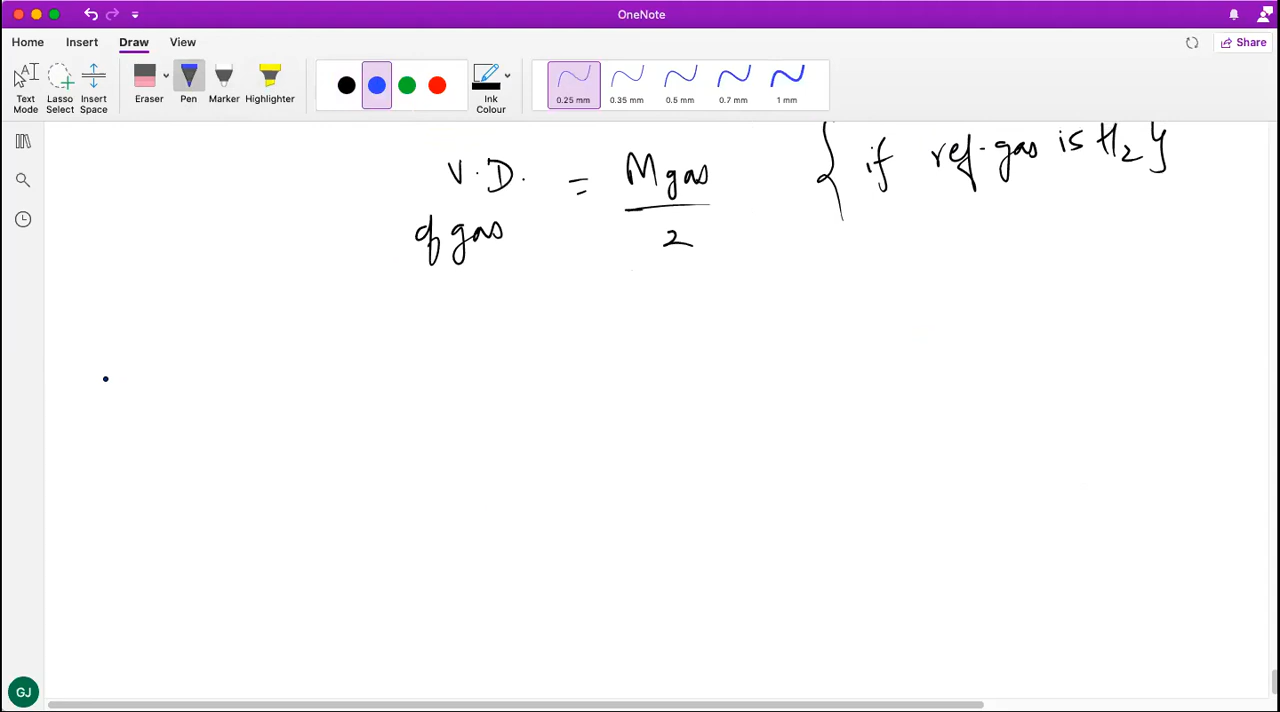 OneNote
Home Insert Draw View
Share
Text Mode
Lasso Select
Insert Space
Eraser
Pen
Marker
Highlighter
Ink Colour
0.25 mm
0.35 mm
0.5 mm
0.7 mm
1 mm
V.D. of gas = M gas / 2 { if ref. gas is H2 }
GJ